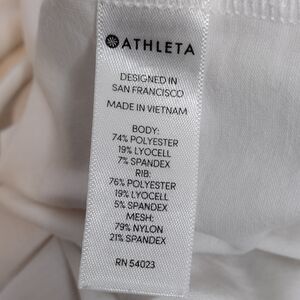 ATHLETA
DESIGNED IN
SAN FRANCISCO
MADE IN VIETNAM
BODY:
74% POLYESTER
19% LYOCELL
7% SPANDEX
RIB:
76% POLYESTER
19% LYOCELL
5% SPANDEX
MESH:
79% NYLON
21% SPANDEX
RN 54023